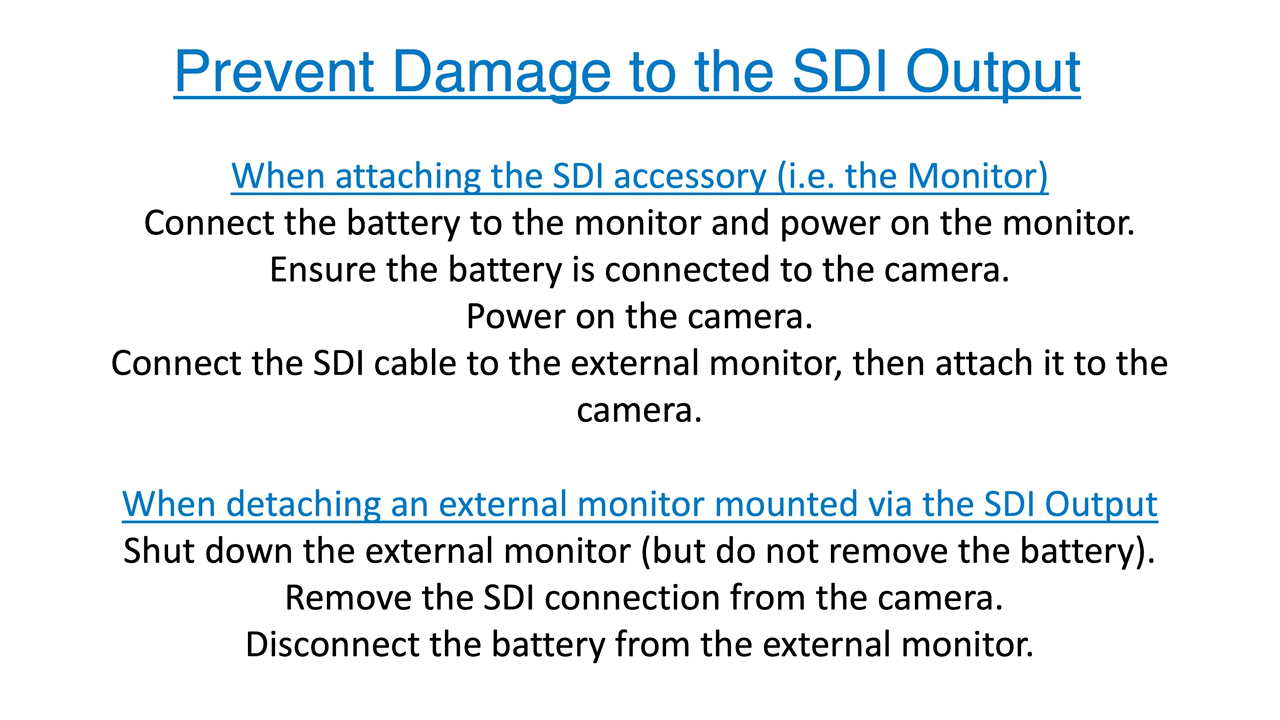 Prevent Damage to the SDI Output
When attaching the SDI accessory (i.e. the Monitor)
Connect the battery to the monitor and power on the monitor.
Ensure the battery is connected to the camera.
Power on the camera.
Connect the SDI cable to the external monitor, then attach it to the
camera.
When detaching an external monitor mounted via the SDI Output
Shut down the external monitor (but do not remove the battery).
Remove the SDI connection from the camera.
Disconnect the battery from the external monitor.